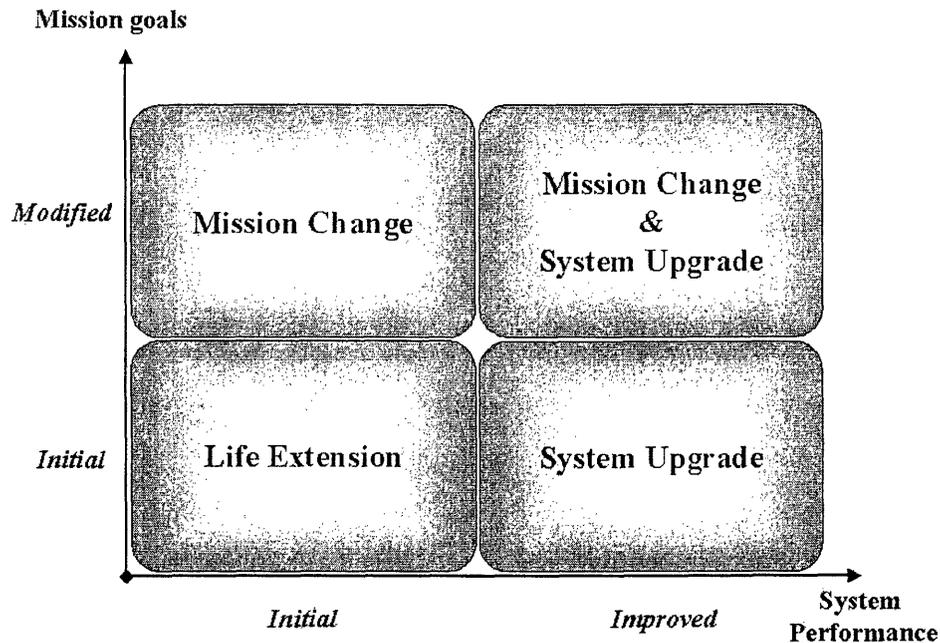 Mission goals
Modified
Mission Change
Mission Change
&
System Upgrade
Initial
Life Extension
System Upgrade
Initial
Improved
System
Performance